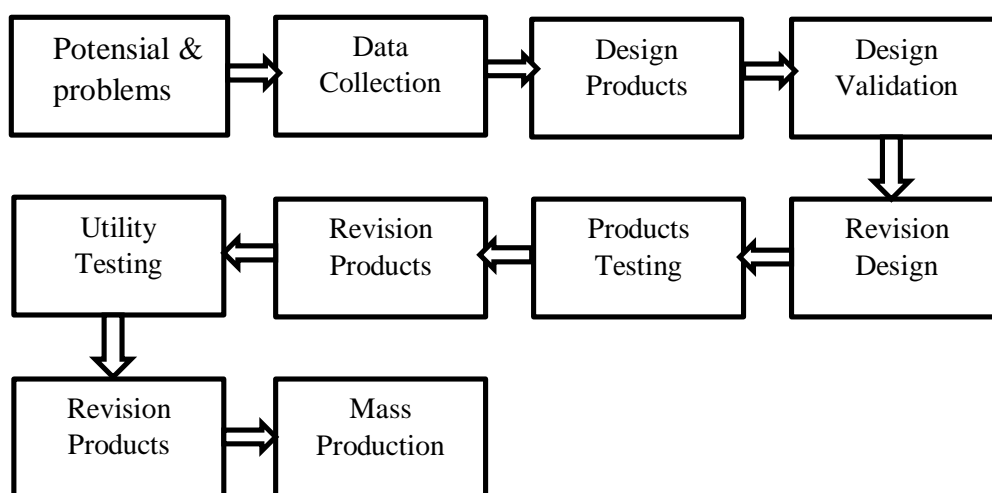 Potensial &
problems
Data
Collection
Design
Products
Design
Validation
Utility
Testing
Revision
Products
Products
Testing
Revision
Design
Revision
Products
Mass
Production